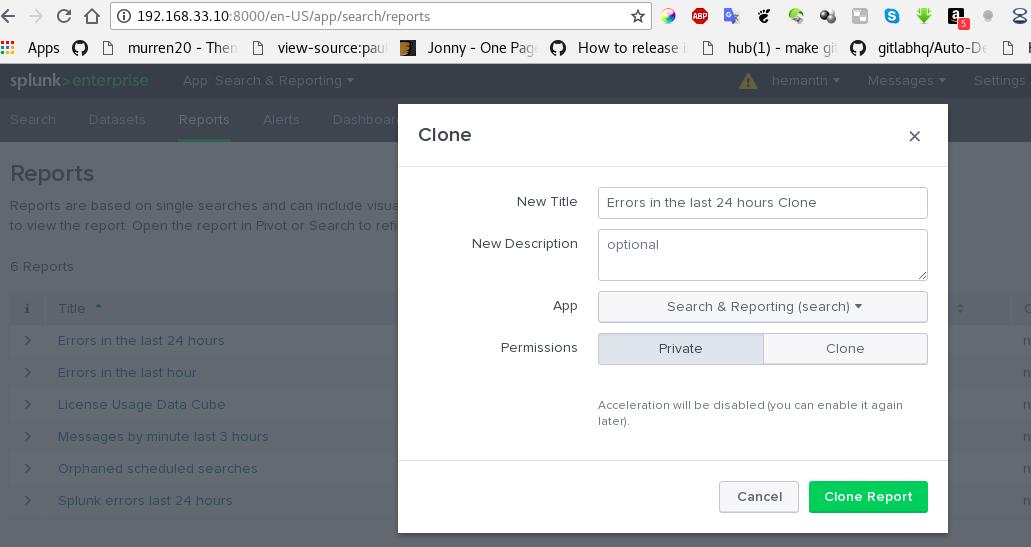 192.168.33.10:8000/en-US/app/search/reports
ABP
5
Apps murren20 - Then view-source:pau Jonny - One Page How to release i hub(1) - make git gitlabhq/Auto-De
splunk>enterprise App: Search & Reporting hemanth Messages Settings
Search Datasets Reports Alerts Dashboar
Clone
Reports
Reports are based on single searches and can include visua
to view the report. Open the report in Pivot or Search to refi
6 Reports
i Title
Errors in the last 24 hours
Errors in the last hour
License Usage Data Cube
Messages by minute last 3 hours
Orphaned scheduled searches
Splunk errors last 24 hours
New Title Errors in the last 24 hours Clone
New Description optional
App Search & Reporting (search)
Permissions Private Clone
Acceleration will be disabled (you can enable it again
later).
Cancel Clone Report